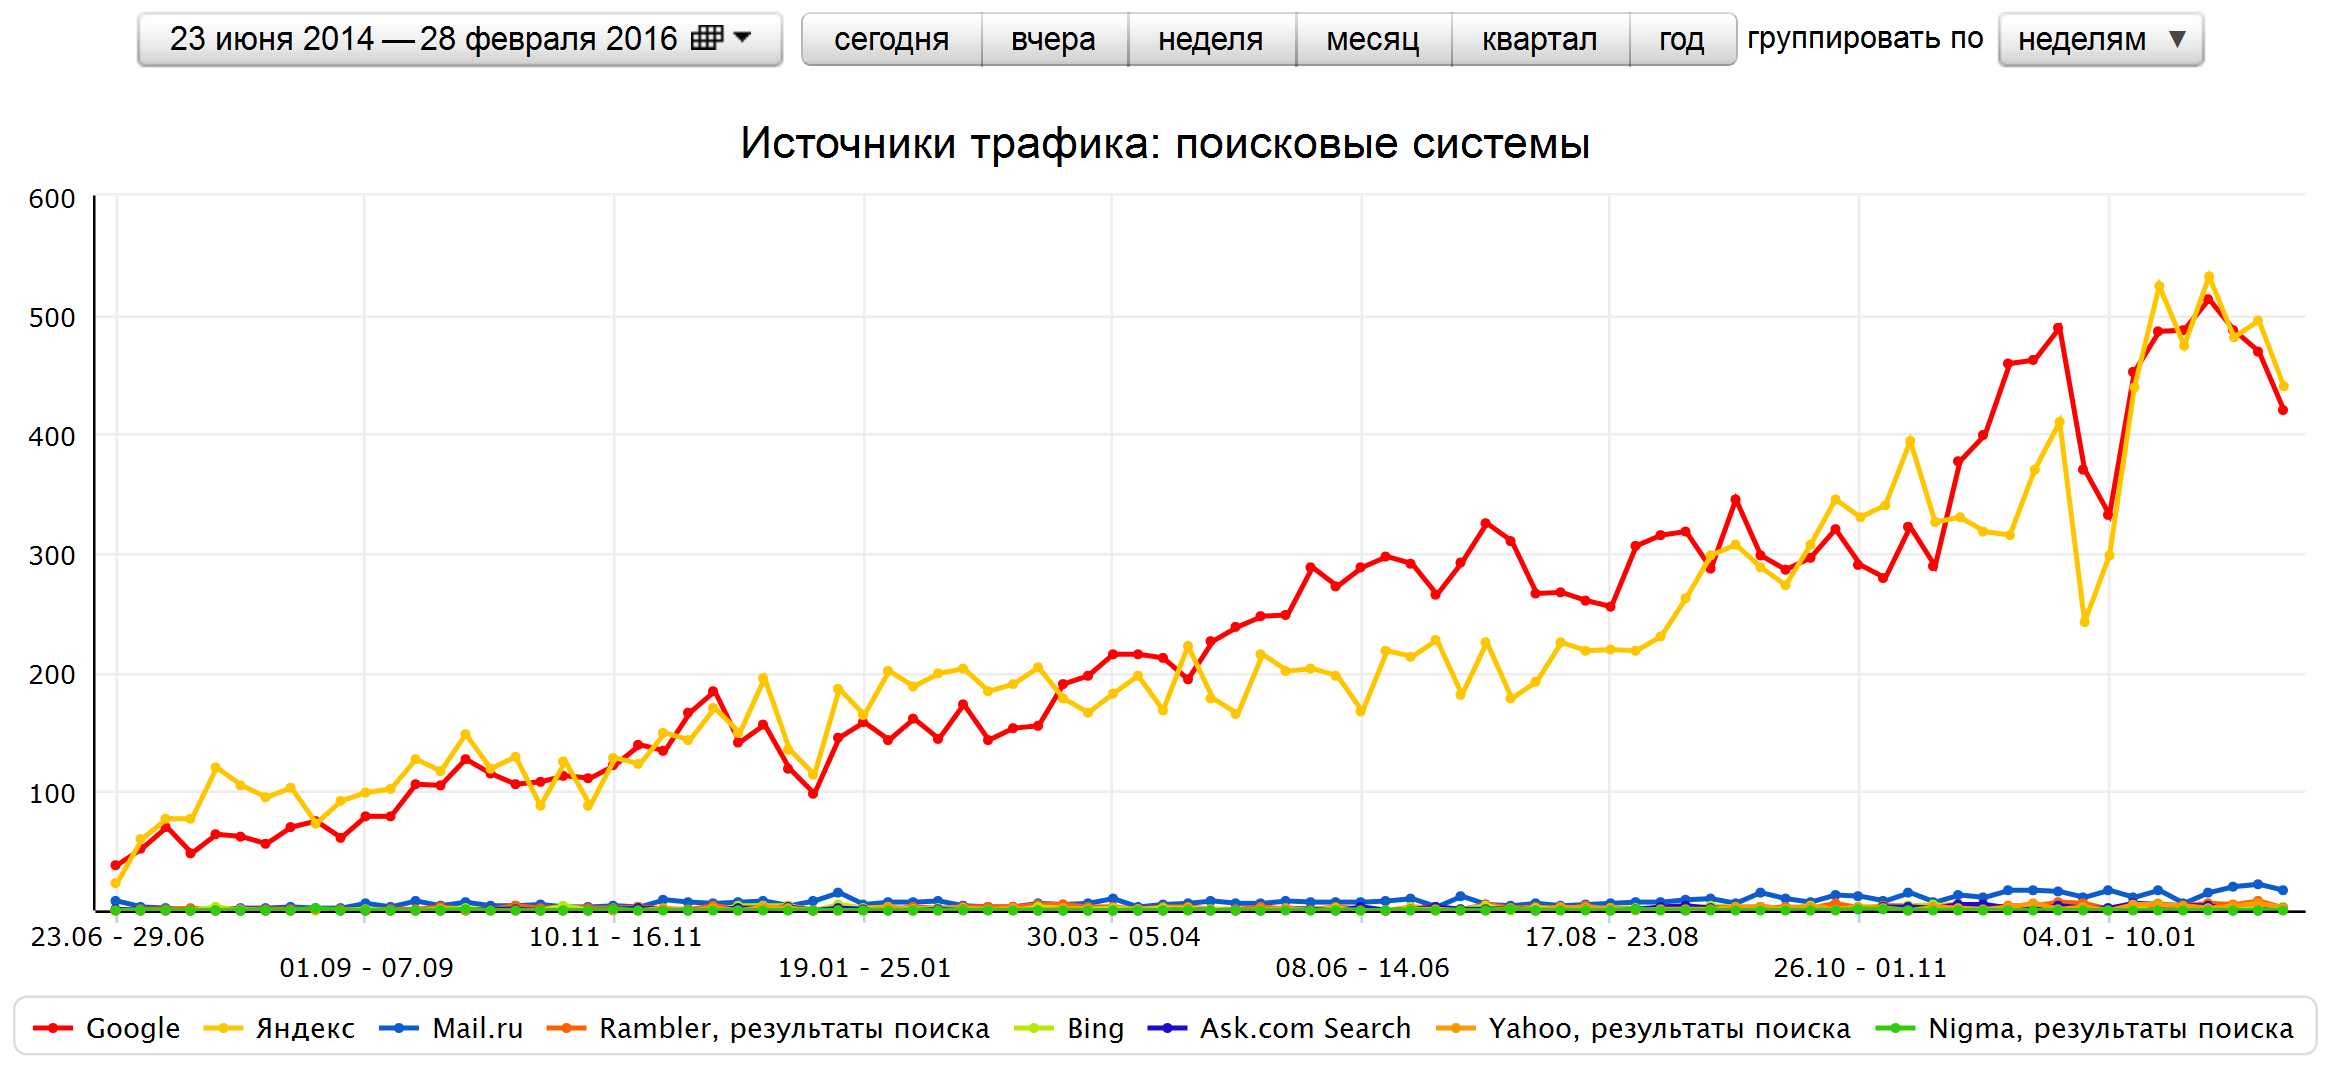 23 июня 2014 — 28 февраля 2016 сегодня вчера неделя месяц квартал год группировать по неделям
Источники трафика: поисковые системы
600
500
400
300
200
100
23.06 - 29.06 10.11 - 16.11 30.03 - 05.04 17.08 - 23.08 04.01 - 10.01
01.09 - 07.09 19.01 - 25.01 08.06 - 14.06 26.10 - 01.11
Google Яндекс Mail.ru Rambler, результаты поиска Bing Ask.com Search Yahoo, результаты поиска Nigma, результаты поиска